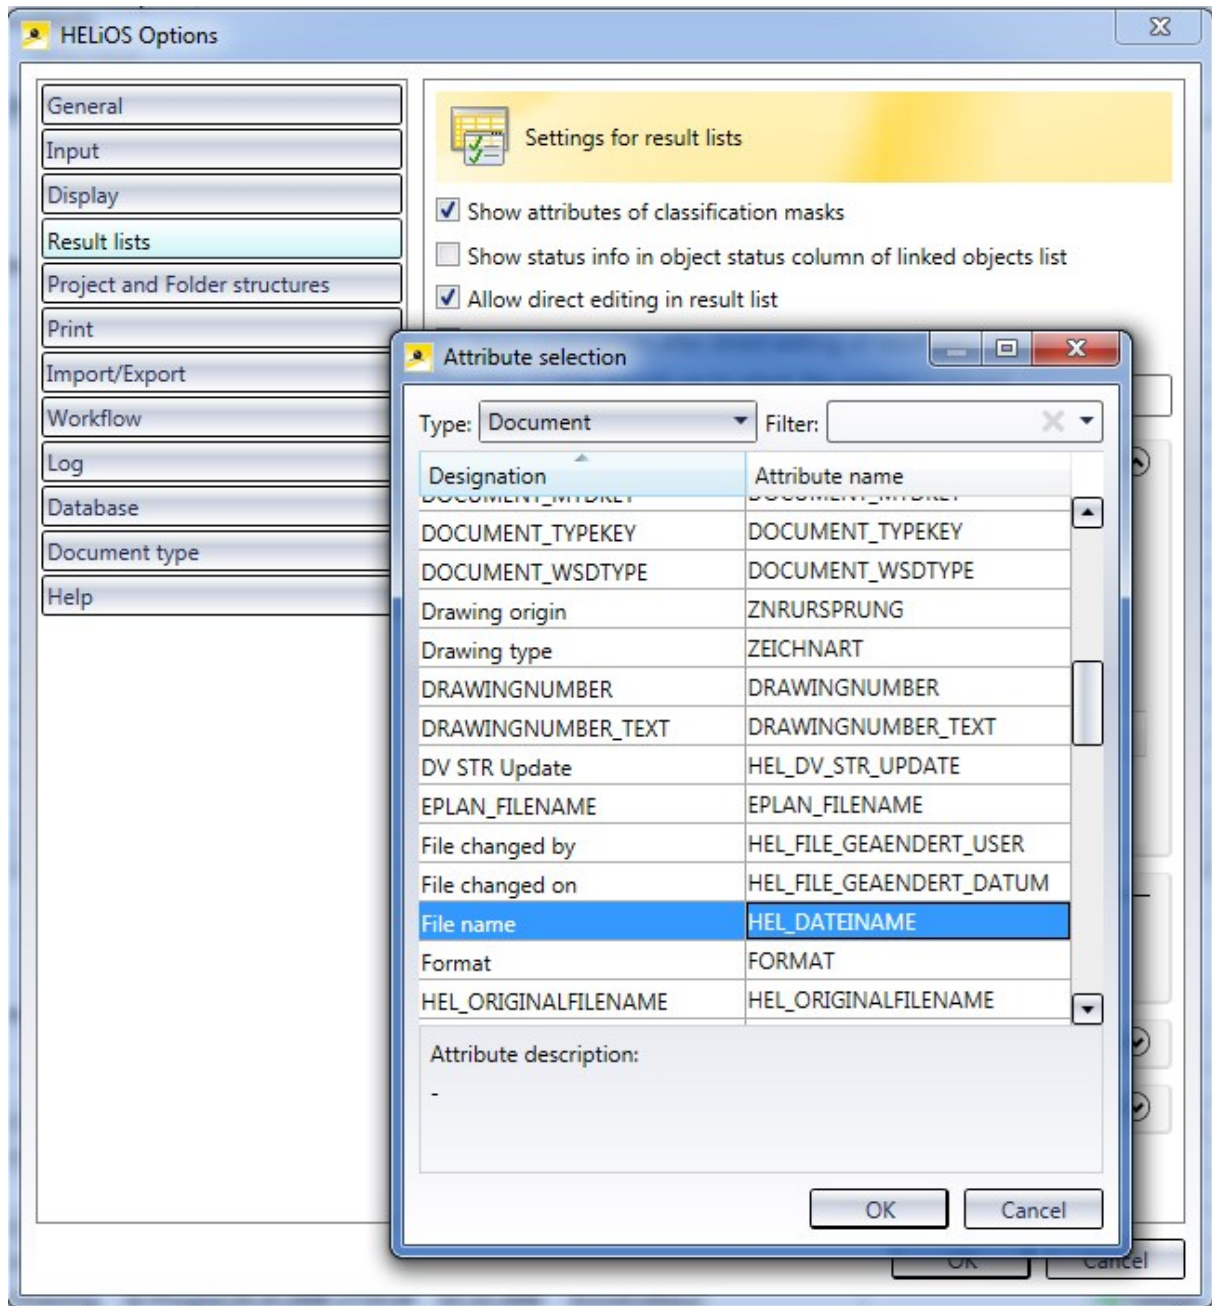 HELiOS Options
General
Input
Display
Result lists
Project and Folder structures
Print
Import/Export
Workflow
Log
Database
Document type
Help
Settings for result lists
Show attributes of classification masks
Show status info in object status column of linked objects list
Allow direct editing in result list
Attribute selection
Type: Document Filter:
Designation Attribute name
DOCUMENT_TYPEKEY DOCUMENT_TYPEKEY
DOCUMENT_WSDTYPE DOCUMENT_WSDTYPE
Drawing origin ZNRURSPRUNG
Drawing type ZEICHNART
DRAWINGNUMBER DRAWINGNUMBER
DRAWINGNUMBER_TEXT DRAWINGNUMBER_TEXT
DV STR Update HEL_DV_STR_UPDATE
EPLAN_FILENAME EPLAN_FILENAME
File changed by HEL_FILE_GEAENDERT_USER
File changed on HEL_FILE_GEAENDERT_DATUM
File name HEL_DATEINAME
Format FORMAT
HEL_ORIGINALFILENAME HEL_ORIGINALFILENAME
Attribute description:
-
OK Cancel
OK Cancel